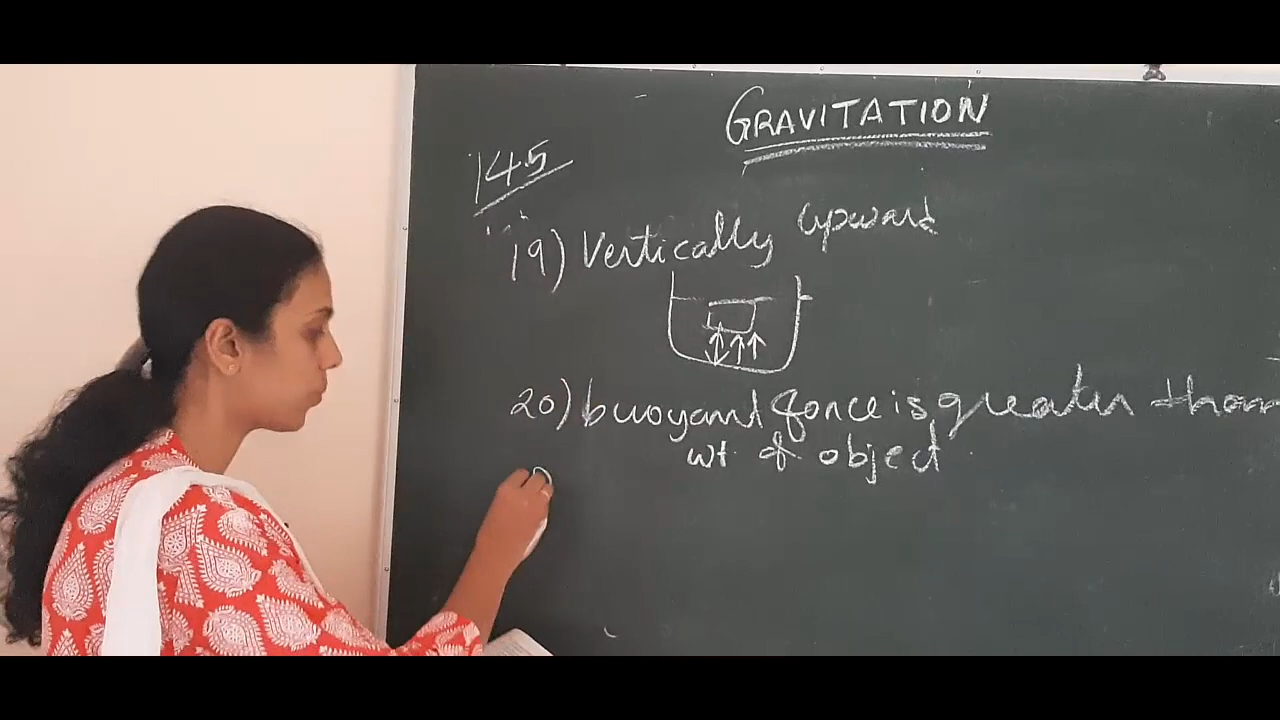 GRAVITATION
145
19) Vertically upward
20) buoyant force is greater than
wt. of object